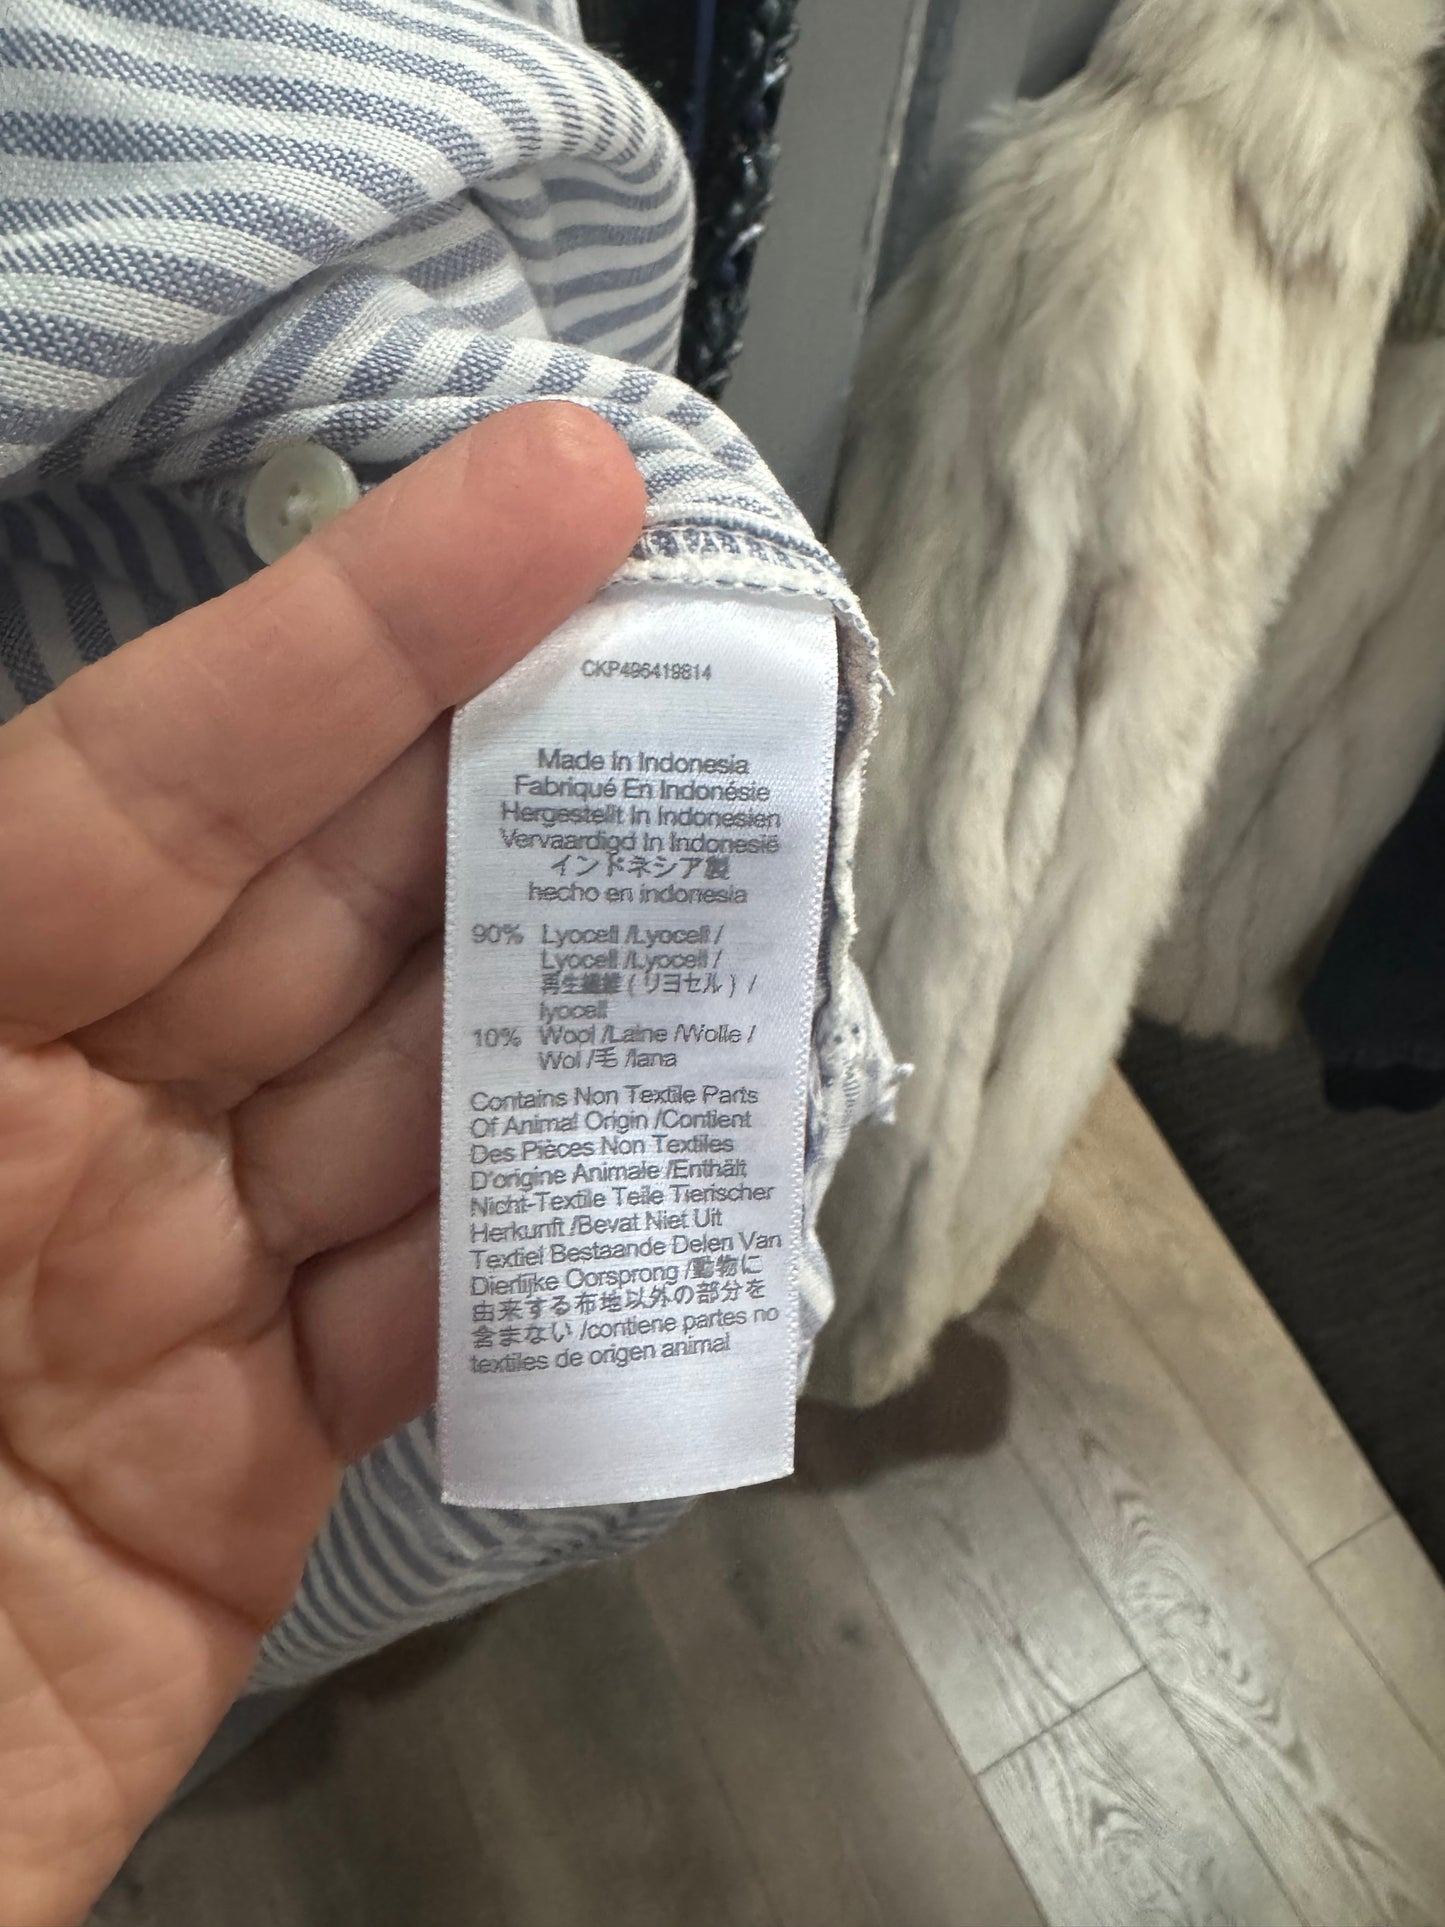 CKP496419814
Made In Indonesia
Fabriqué En Indonésie
Hergestellt In Indonesien
Vervaardigd In Indonesië
インドネシア製
hecho en indonesia
90% Lyocell /Lyocell /
Lyocell /Lyocell /
再生繊維 ( リヨセル ) /
lyocell
10% Wool /Laine /Wolle /
Wol /毛 /lana
Contains Non Textile Parts
Of Animal Origin /Contient
Des Pièces Non Textiles
D'origine Animale /Enthält
Nicht-Textile Teile Tierischer
Herkunft /Bevat Niet Uit
Textiel Bestaande Delen Van
Dierlijke Oorsprong /動物に
由来する布地以外の部分を
含まない /contiene partes no
textiles de origen animal